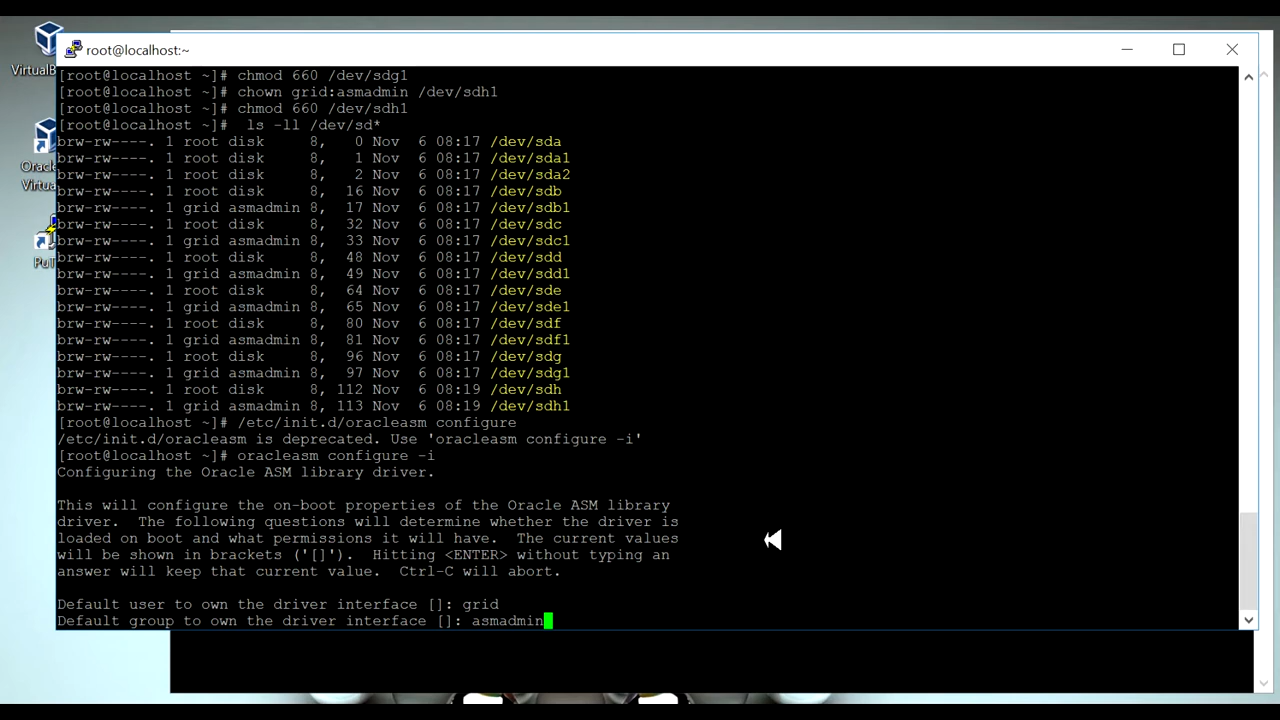 VirtualB
Oracle
Virtua
PuT
root@localhost:~
[root@localhost ~]# chmod 660 /dev/sdg1
[root@localhost ~]# chown grid:asmadmin /dev/sdh1
[root@localhost ~]# chmod 660 /dev/sdh1
[root@localhost ~]#  ls -ll /dev/sd*
brw-rw----. 1 root disk     8,   0 Nov  6 08:17 /dev/sda
brw-rw----. 1 root disk     8,   1 Nov  6 08:17 /dev/sda1
brw-rw----. 1 root disk     8,   2 Nov  6 08:17 /dev/sda2
brw-rw----. 1 root disk     8,  16 Nov  6 08:17 /dev/sdb
brw-rw----. 1 grid asmadmin 8,  17 Nov  6 08:17 /dev/sdb1
brw-rw----. 1 root disk     8,  32 Nov  6 08:17 /dev/sdc
brw-rw----. 1 grid asmadmin 8,  33 Nov  6 08:17 /dev/sdc1
brw-rw----. 1 root disk     8,  48 Nov  6 08:17 /dev/sdd
brw-rw----. 1 grid asmadmin 8,  49 Nov  6 08:17 /dev/sdd1
brw-rw----. 1 root disk     8,  64 Nov  6 08:17 /dev/sde
brw-rw----. 1 grid asmadmin 8,  65 Nov  6 08:17 /dev/sde1
brw-rw----. 1 root disk     8,  80 Nov  6 08:17 /dev/sdf
brw-rw----. 1 grid asmadmin 8,  81 Nov  6 08:17 /dev/sdf1
brw-rw----. 1 root disk     8,  96 Nov  6 08:17 /dev/sdg
brw-rw----. 1 grid asmadmin 8,  97 Nov  6 08:17 /dev/sdg1
brw-rw----. 1 root disk     8, 112 Nov  6 08:19 /dev/sdh
brw-rw----. 1 grid asmadmin 8, 113 Nov  6 08:19 /dev/sdh1
[root@localhost ~]# /etc/init.d/oracleasm configure
/etc/init.d/oracleasm is deprecated. Use 'oracleasm configure -i'
[root@localhost ~]# oracleasm configure -i
Configuring the Oracle ASM library driver.
This will configure the on-boot properties of the Oracle ASM library
driver.  The following questions will determine whether the driver is
loaded on boot and what permissions it will have.  The current values
will be shown in brackets ('[]').  Hitting <ENTER> without typing an
answer will keep that current value.  Ctrl-C will abort.
Default user to own the driver interface []: grid
Default group to own the driver interface []: asmadmin